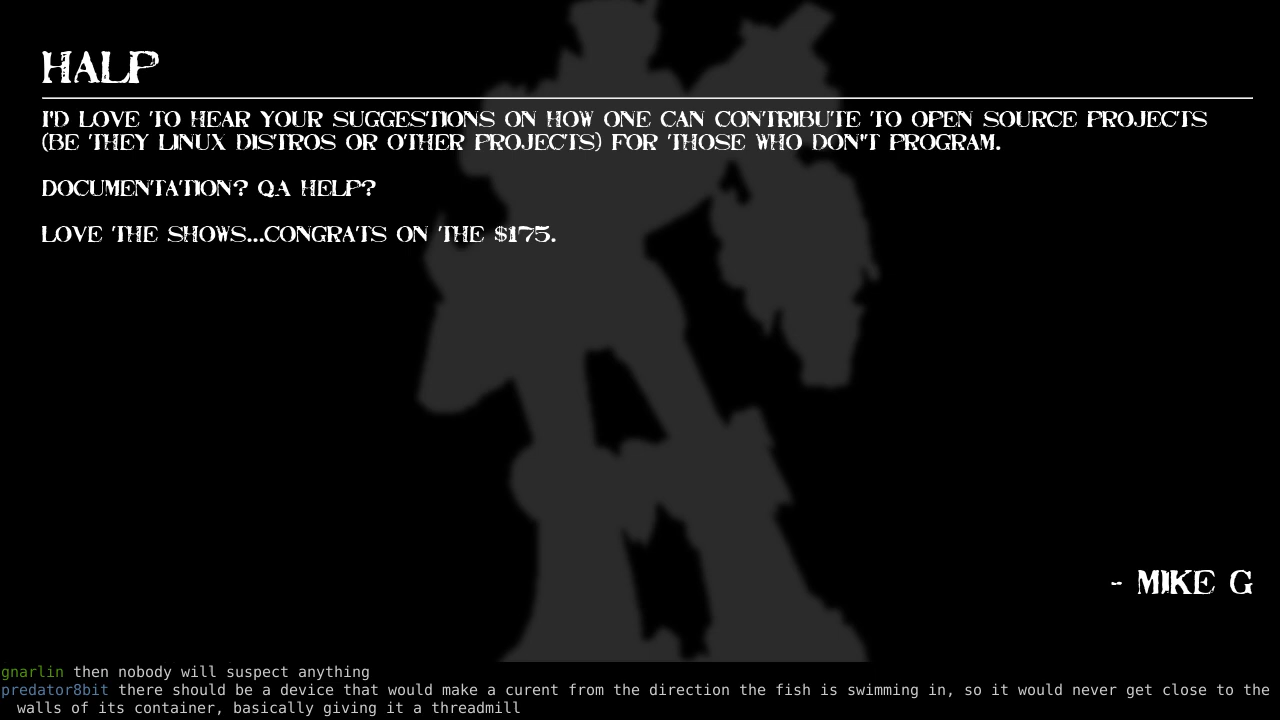 HALP
I'D LOVE TO HEAR YOUR SUGGESTIONS ON HOW ONE CAN CONTRIBUTE TO OPEN SOURCE PROJECTS
(BE THEY LINUX DISTROS OR OTHER PROJECTS) FOR THOSE WHO DON'T PROGRAM.
DOCUMENTATION? QA HELP?
LOVE THE SHOWS...CONGRATS ON THE $175.
- MIKE G
gnarlin then nobody will suspect anything
predator8bit there should be a device that would make a curent from the direction the fish is swimming in, so it would never get close to the
walls of its container, basically giving it a threadmill